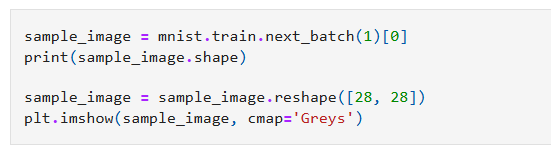 sample_image = mnist.train.next_batch(1)[0]
print(sample_image.shape)
sample_image = sample_image.reshape([28, 28])
plt.imshow(sample_image, cmap='Greys')